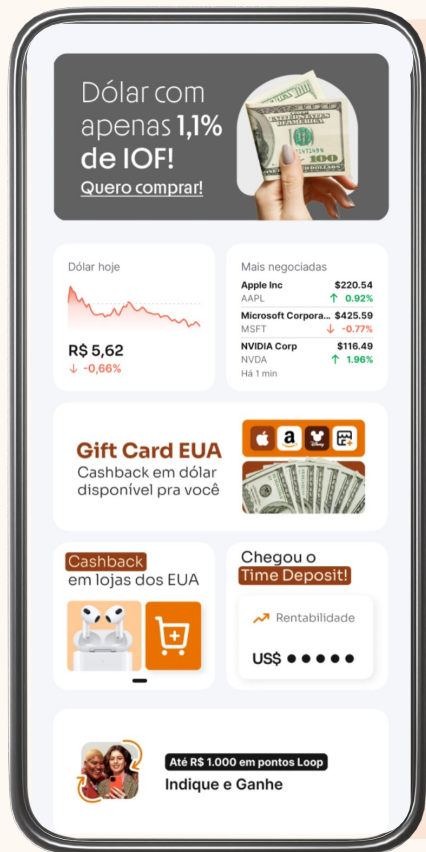 Dólar com
apenas 1,1%
de IOF!
Quero comprar!
Dólar hoje
R$ 5,62
↓ -0,66%
Mais negociadas
Apple Inc $220.54
AAPL ↑ 0.92%
Microsoft Corpora... $425.59
MSFT ↓ -0.77%
NVIDIA Corp $116.49
NVDA ↑ 1.96%
Há 1 min
Gift Card EUA
Cashback em dólar
disponível pra você
Cashback
em lojas dos EUA
Chegou o
Time Deposit!
Rentabilidade
US$ ● ● ● ● ●
Até R$ 1.000 em pontos Loop
Indique e Ganhe